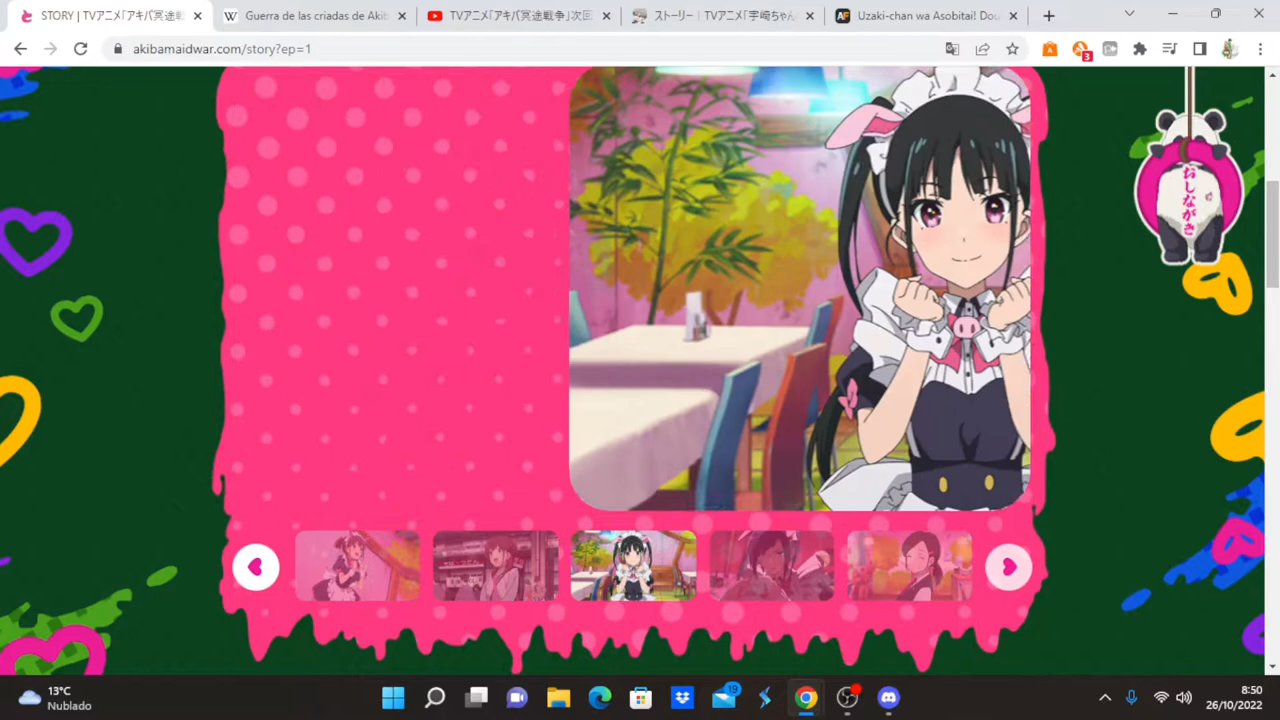 STORY | TVアニメ「アキバ冥途戦
Guerra de las criadas de Akib
TVアニメ「アキバ冥途戦争」次回
ストーリー｜TVアニメ「宇崎ちゃん
Uzaki-chan wa Asobitai! Dou
akibamaidwar.com/story?ep=1
3
おしながき
13°C
Nublado
19
8:50
26/10/2022